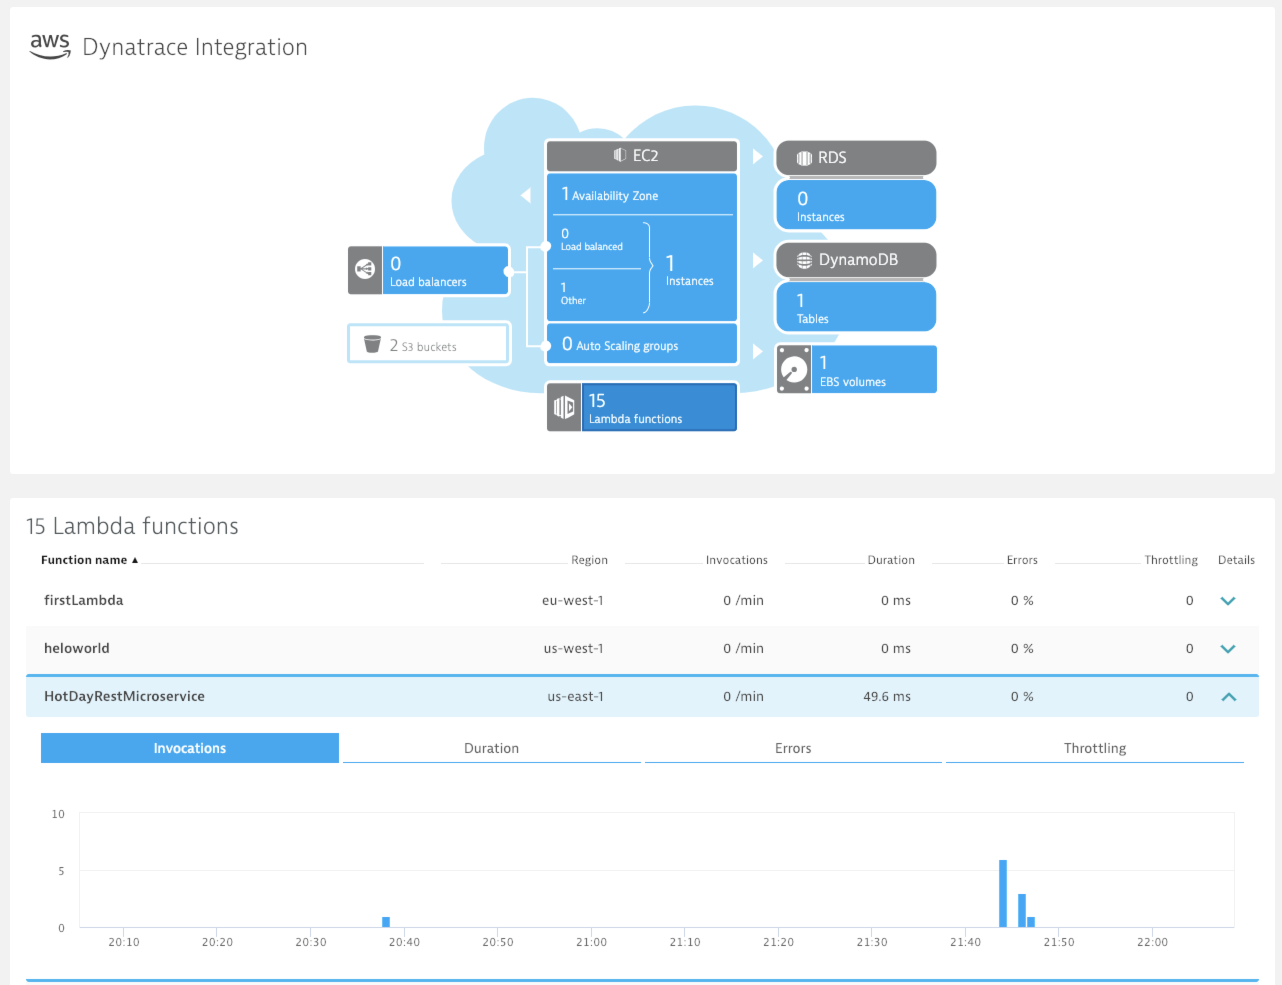 aws Dynatrace Integration
EC2
1 Availability Zone
0
Load balanced
1
Other
1
Instances
0 Auto Scaling groups
0
Load balancers
2 S3 buckets
15
Lambda functions
RDS
0
Instances
DynamoDB
1
Tables
1
EBS volumes
15 Lambda functions
Function name ▲ Region Invocations Duration Errors Throttling Details
firstLambda eu-west-1 0 /min 0 ms 0 % 0
heloworld us-west-1 0 /min 0 ms 0 % 0
HotDayRestMicroservice us-east-1 0 /min 49.6 ms 0 % 0
Invocations Duration Errors Throttling
10
5
0
20:10 20:20 20:30 20:40 20:50 21:00 21:10 21:20 21:30 21:40 21:50 22:00